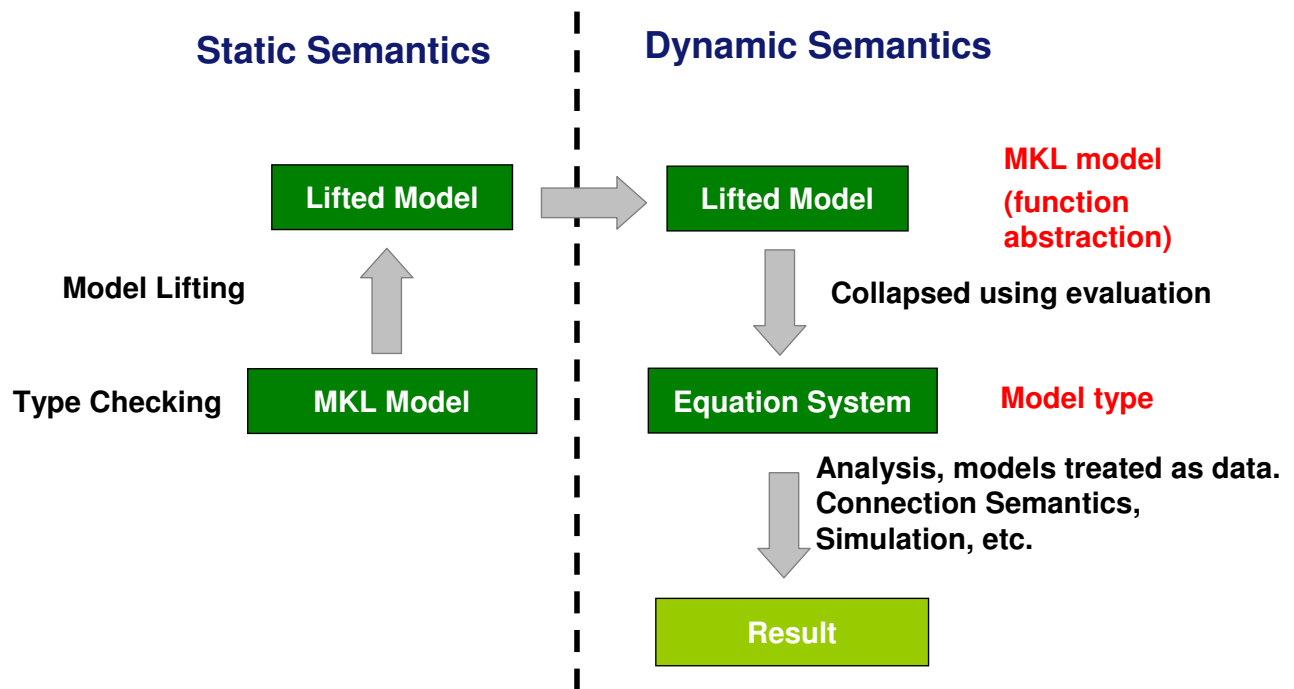 Static Semantics
Dynamic Semantics
Lifted Model
Lifted Model
MKL model
(function
abstraction)
Model Lifting
Collapsed using evaluation
Type Checking
MKL Model
Equation System
Model type
Analysis, models treated as data.
Connection Semantics,
Simulation, etc.
Result